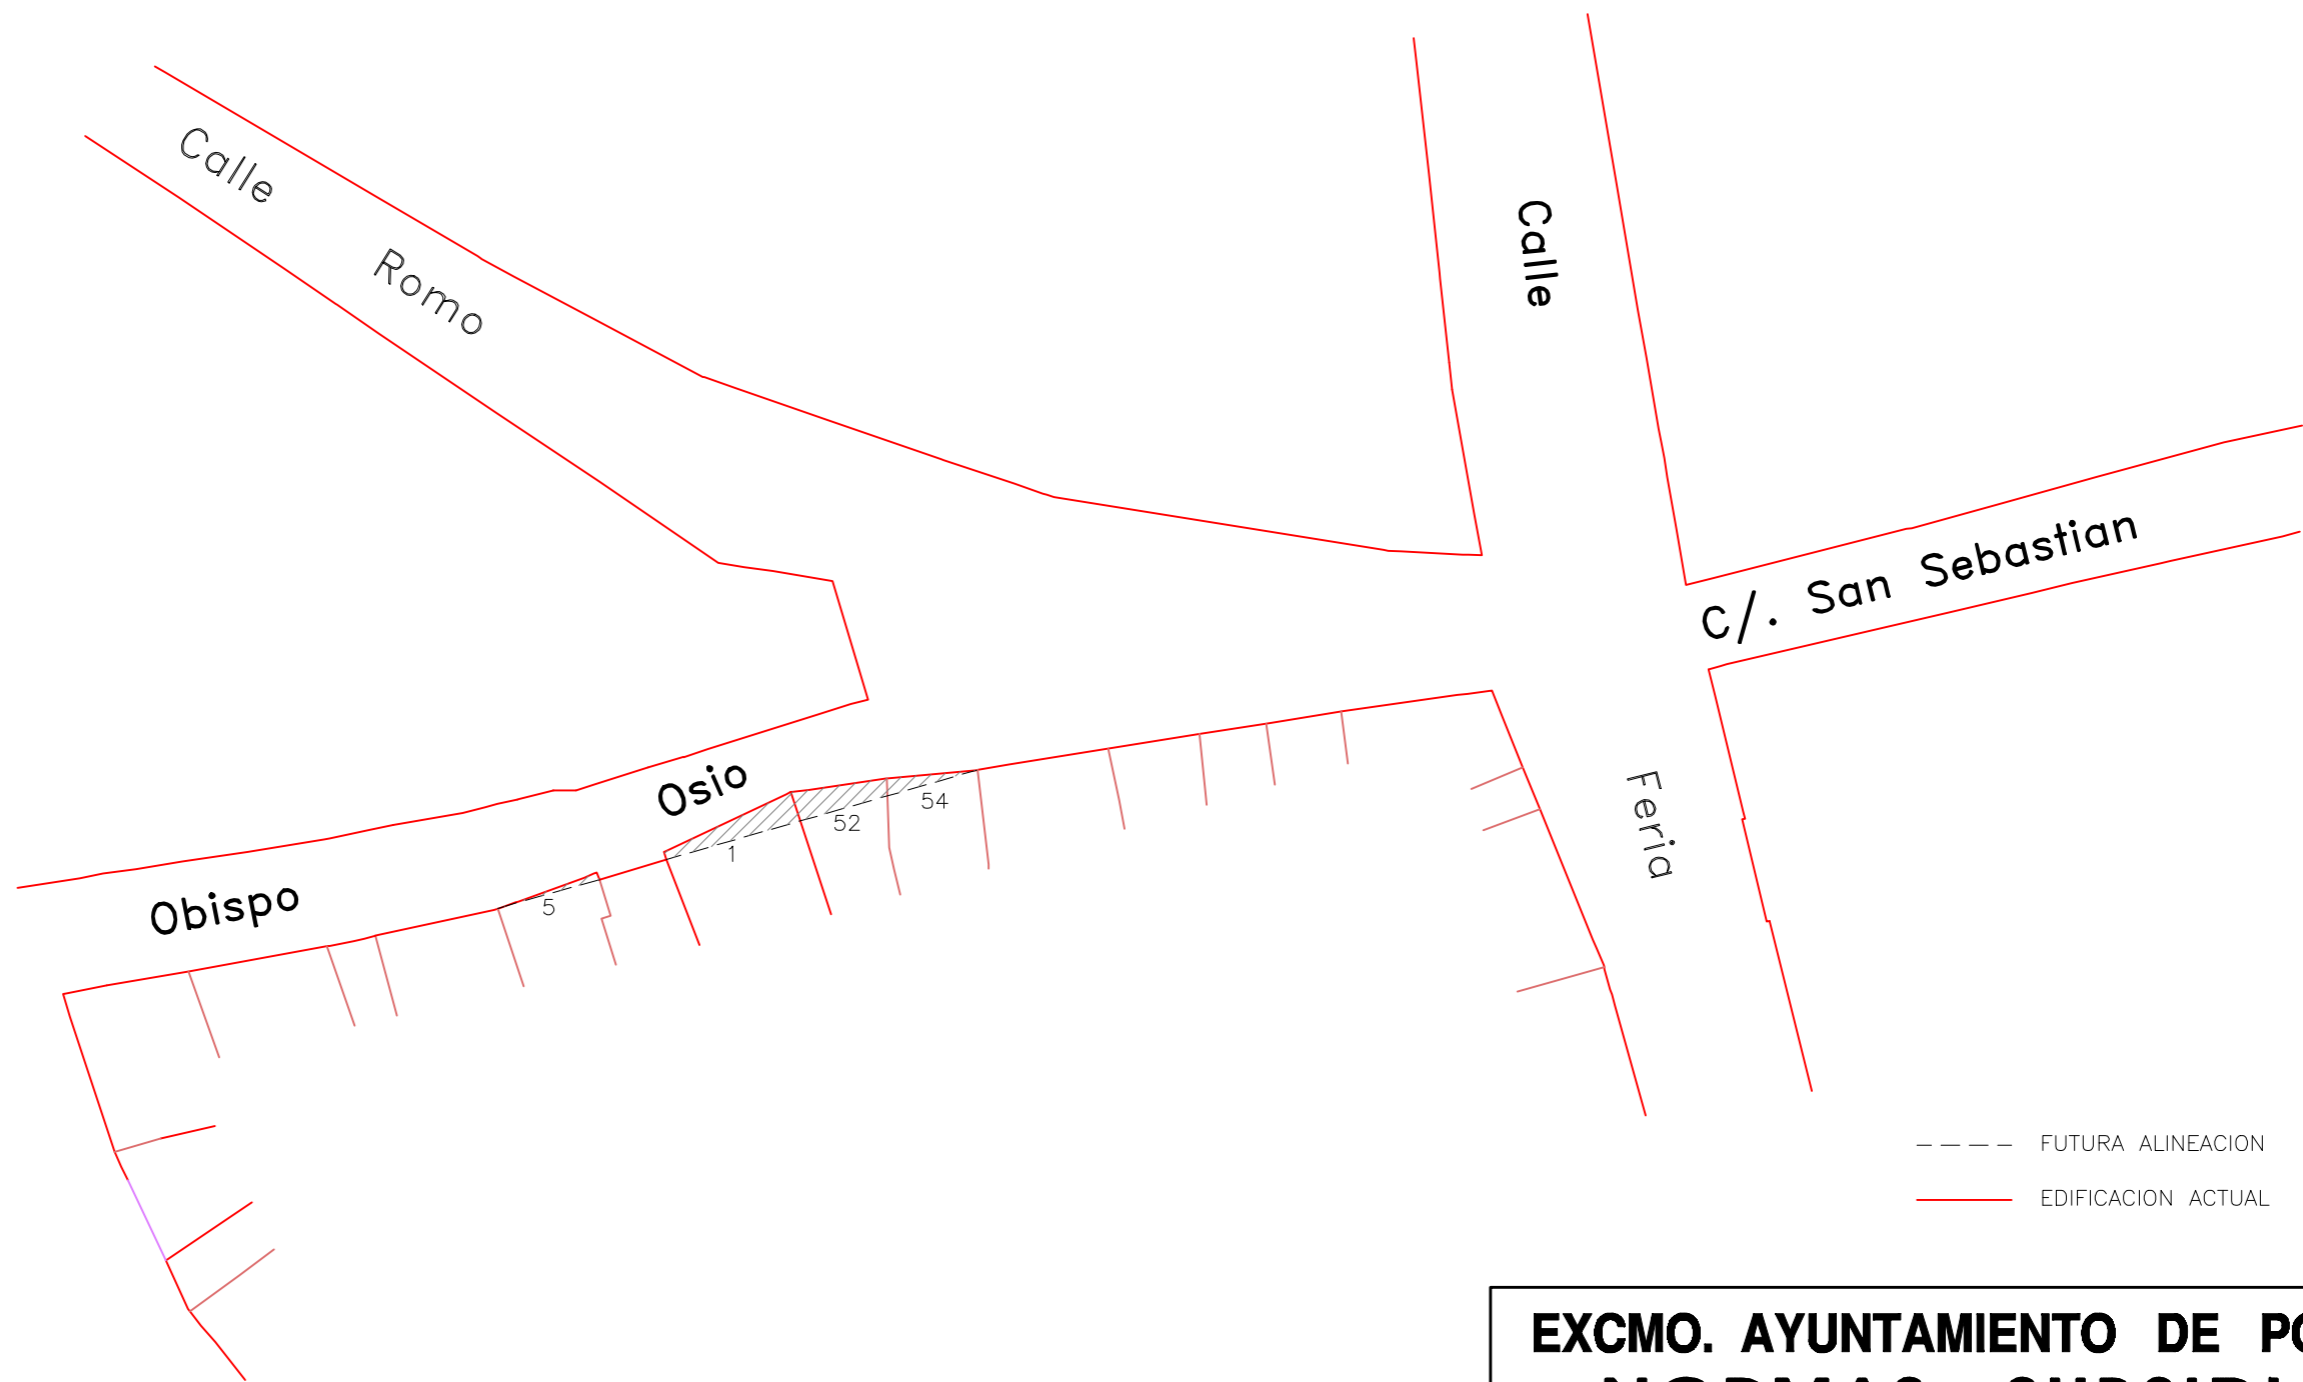 Calle
Romo
Calle
C/. San Sebastian
Osio
Obispo
Feria
54
52
1
5
FUTURA ALINEACION
EDIFICACION ACTUAL
EXCMO. AYUNTAMIENTO DE